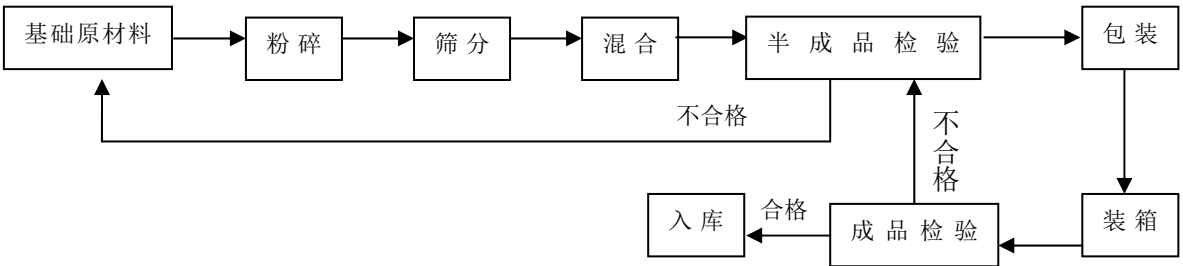 基础原材料
粉碎
筛分
混合
半成品检验
包装
不合格
不合格
入库
合格
成品检验
装箱